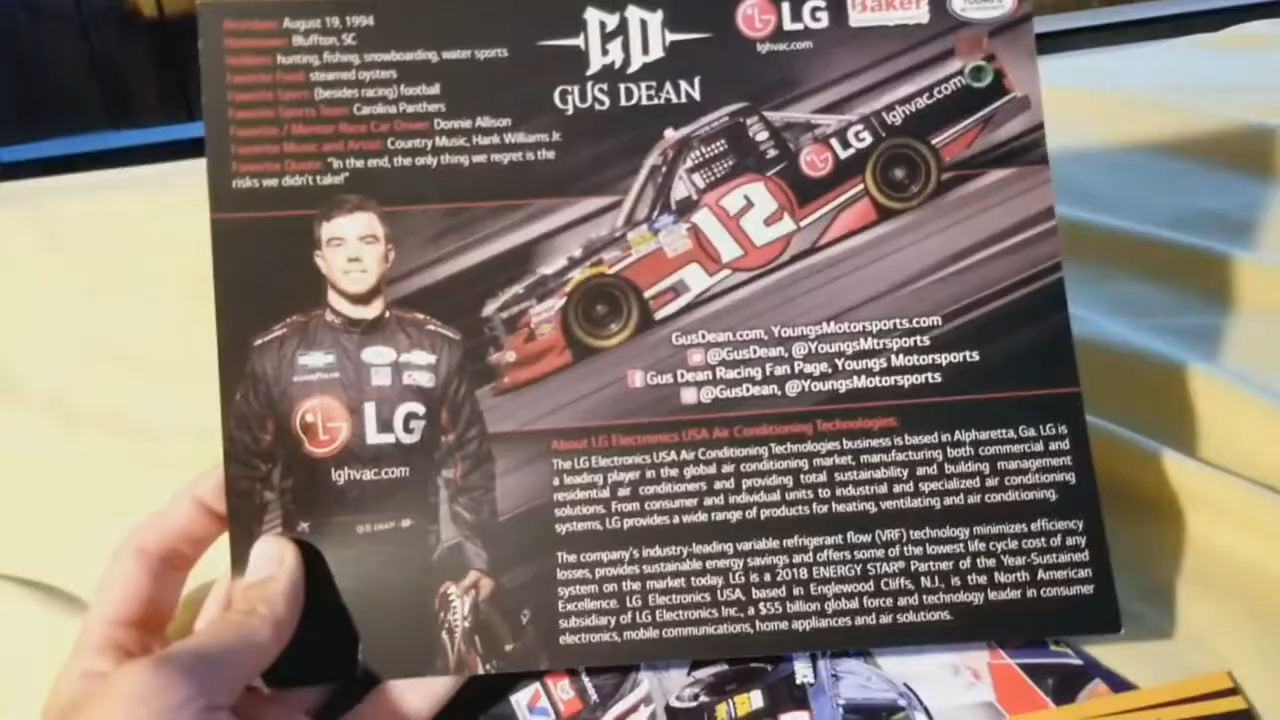 Birthdate: August 19, 1994
Hometown: Bluffton, SC
Hobbies: hunting, fishing, snowboarding, water sports
Favorite Food: steamed oysters
Favorite Sport: (besides racing) football
Favorite Sports Team: Carolina Panthers
Favorite / Mentor Race Car Driver: Donnie Allison
Favorite Music and Artist: Country Music, Hank Williams Jr.
Favorite Quote: "In the end, the only thing we regret is the
risks we didn't take!"
GD
GUS DEAN
LG
lghvac.com
Baker
LG | lghvac.com
12
GusDean.com, YoungsMotorsports.com
@GusDean, @YoungsMtrsports
Gus Dean Racing Fan Page, Youngs Motorsports
@GusDean, @YoungsMotorsports
LG
lghvac.com
About LG Electronics USA Air Conditioning Technologies:
The LG Electronics USA Air Conditioning Technologies business is based in Alpharetta, Ga. LG is
a leading player in the global air conditioning market, manufacturing both commercial and
residential air conditioners and providing total sustainability and building management
solutions. From consumer and individual units to industrial and specialized air conditioning
systems, LG provides a wide range of products for heating, ventilating and air conditioning.
The company's industry-leading variable refrigerant flow (VRF) technology minimizes efficiency
losses, provides sustainable energy savings and offers some of the lowest life cycle cost of any
system on the market today. LG is a 2018 ENERGY STAR® Partner of the Year-Sustained
Excellence. LG Electronics USA, based in Englewood Cliffs, N.J., is the North American
subsidiary of LG Electronics Inc., a $55 billion global force and technology leader in consumer
electronics, mobile communications, home appliances and air solutions.